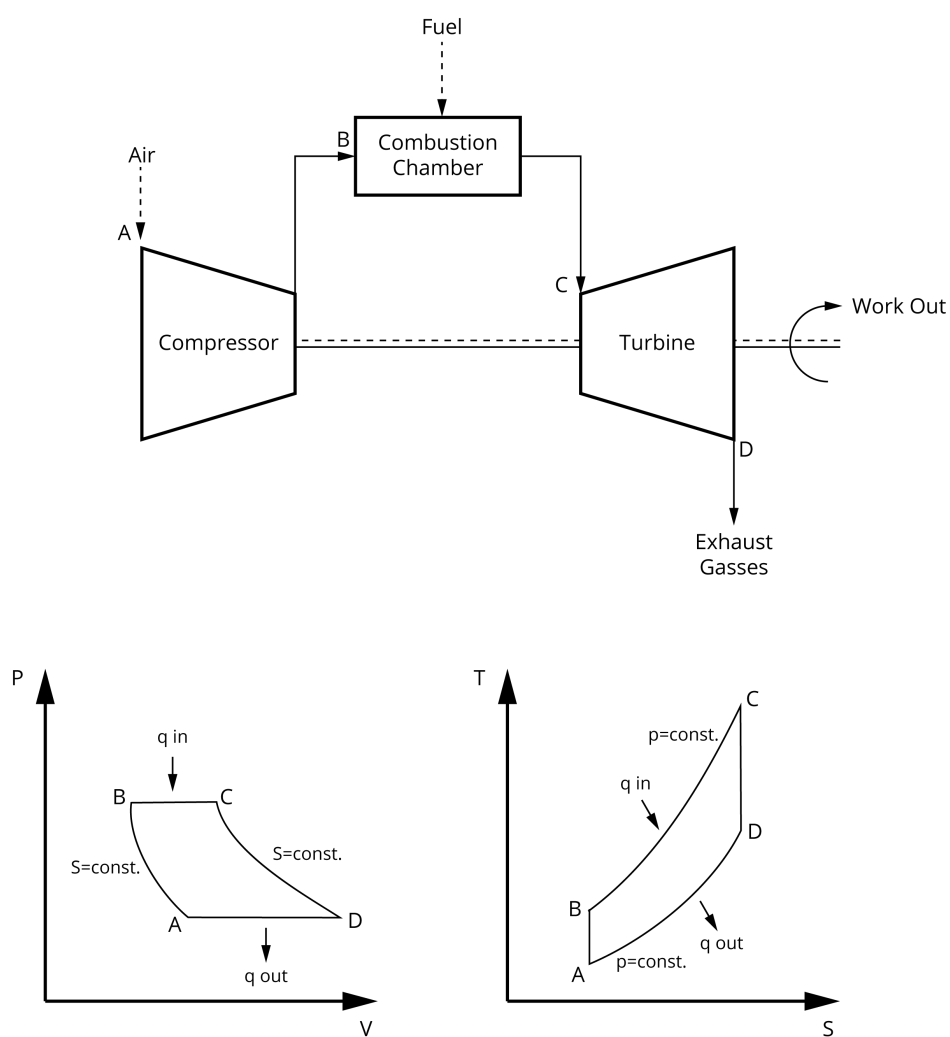 Fuel
Air
B
Combustion
Chamber
A
C
Work Out
Compressor
Turbine
D
Exhaust
Gasses
P
q in
B
C
S=const.
S=const.
A
D
q out
V
T
C
p=const.
q in
D
B
q out
A
p=const.
S